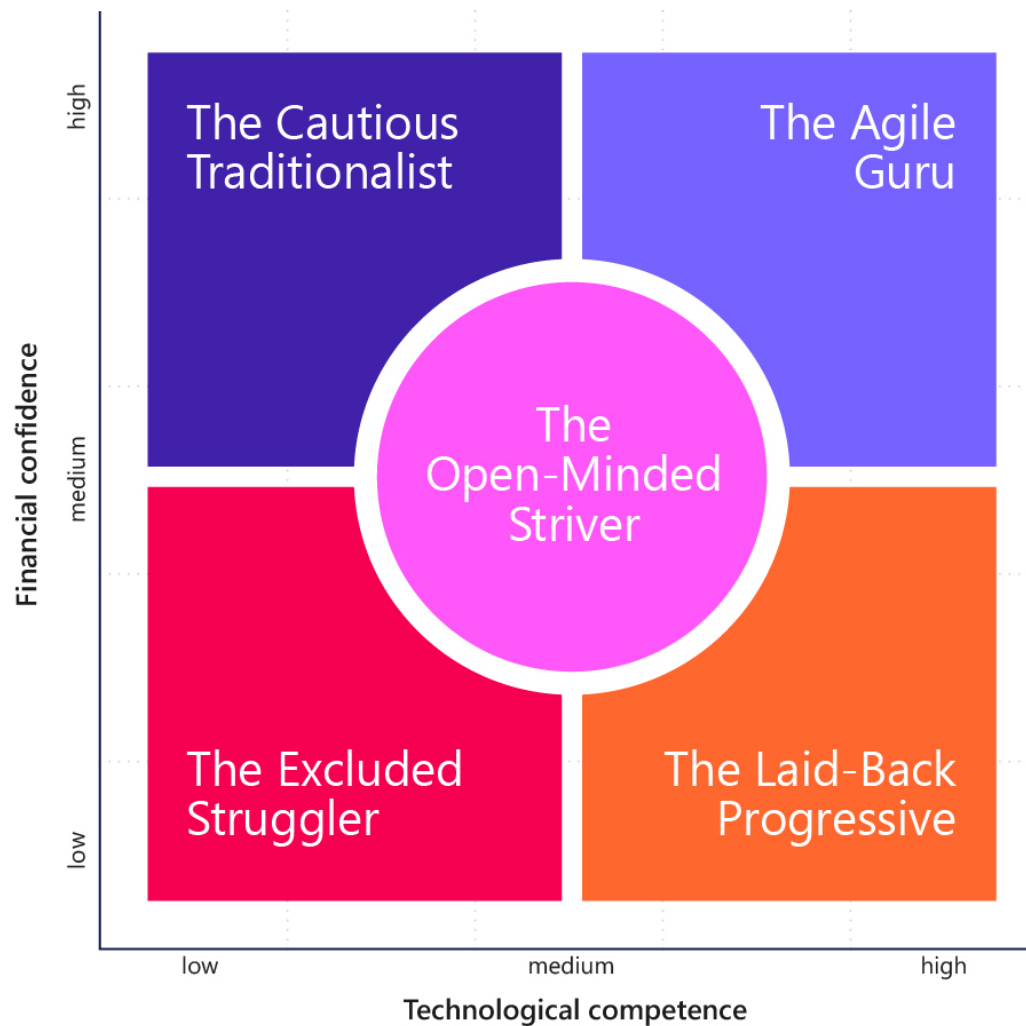 The Cautious
Traditionalist
The Agile
Guru
The
Open-Minded
Striver
The Excluded
Struggler
The Laid-Back
Progressive
Financial confidence
high
medium
low
low
medium
high
Technological competence